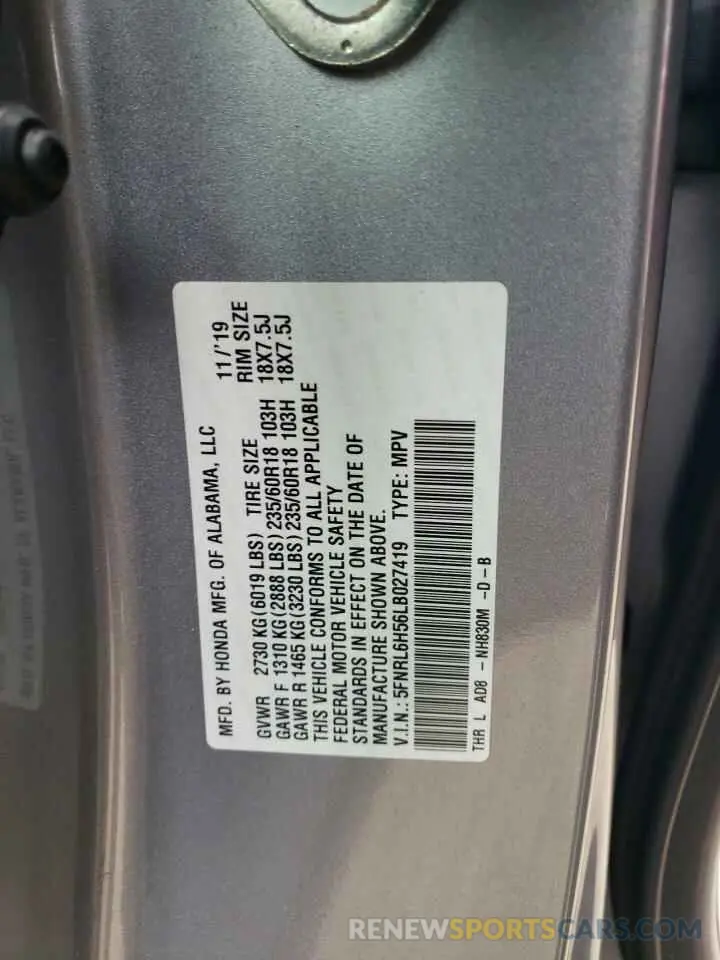 MFD. BY HONDA MFG. OF ALABAMA, LLC 11/'19
GVWR 2730 KG (6019 LBS) TIRE SIZE RIM SIZE
GAWR F 1310 KG (2888 LBS) 235/60R18 103H 18X7.5J
GAWR R 1465 KG (3230 LBS) 235/60R18 103H 18X7.5J
THIS VEHICLE CONFORMS TO ALL APPLICABLE
FEDERAL MOTOR VEHICLE SAFETY
STANDARDS IN EFFECT ON THE DATE OF
MANUFACTURE SHOWN ABOVE.
V.I.N.: 5FNRL6H56LB027419 TYPE: MPV
THR L AD8 - NH830M -D-B
RENEWSPORTSCARS.COM